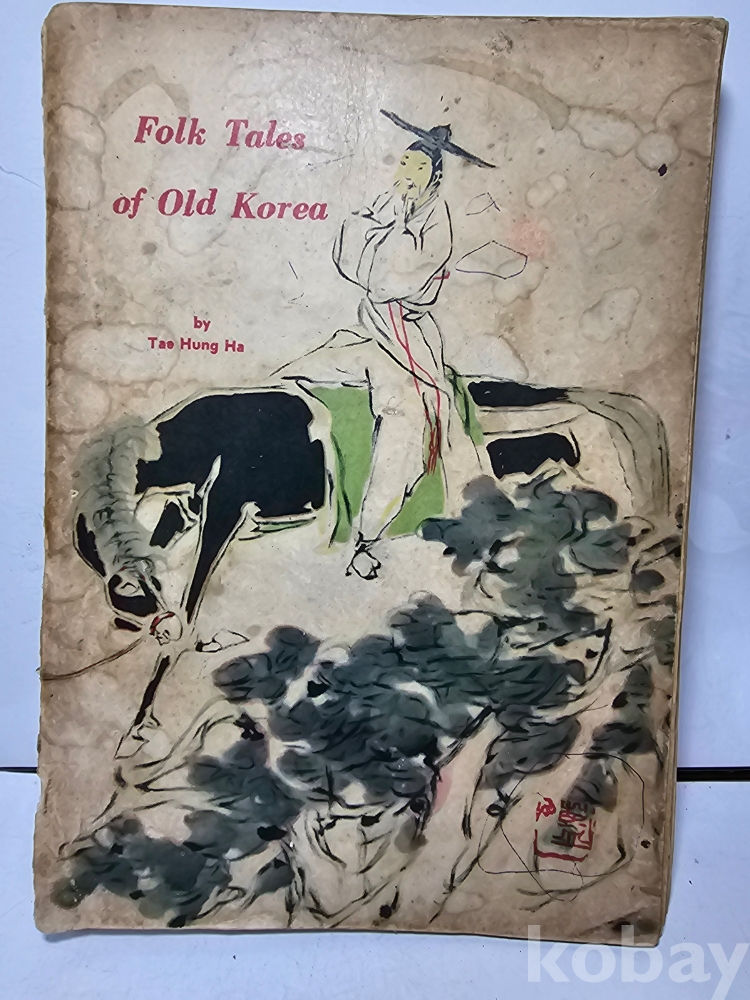 Folk Tales
of Old Korea
by
Tae Hung Ha
kobay